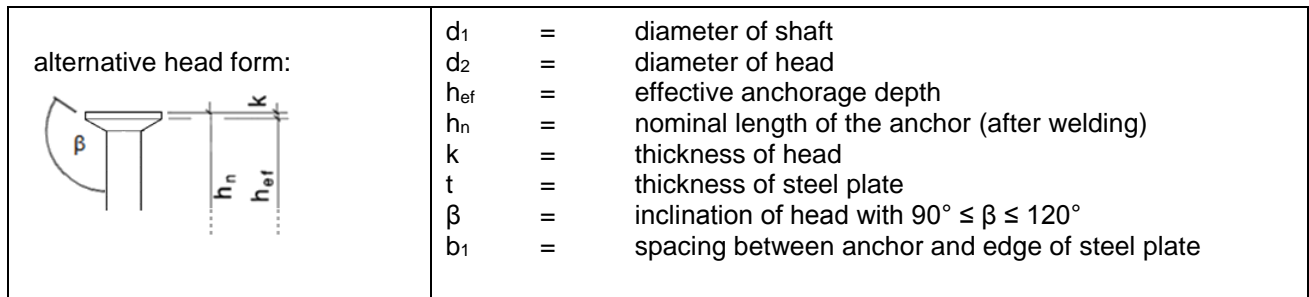 alternative head form:
k
β
hₙ
hₑf
d₁ = diameter of shaft
d₂ = diameter of head
hₑf = effective anchorage depth
hₙ = nominal length of the anchor (after welding)
k = thickness of head
t = thickness of steel plate
β = inclination of head with 90° ≤ β ≤ 120°
b₁ = spacing between anchor and edge of steel plate